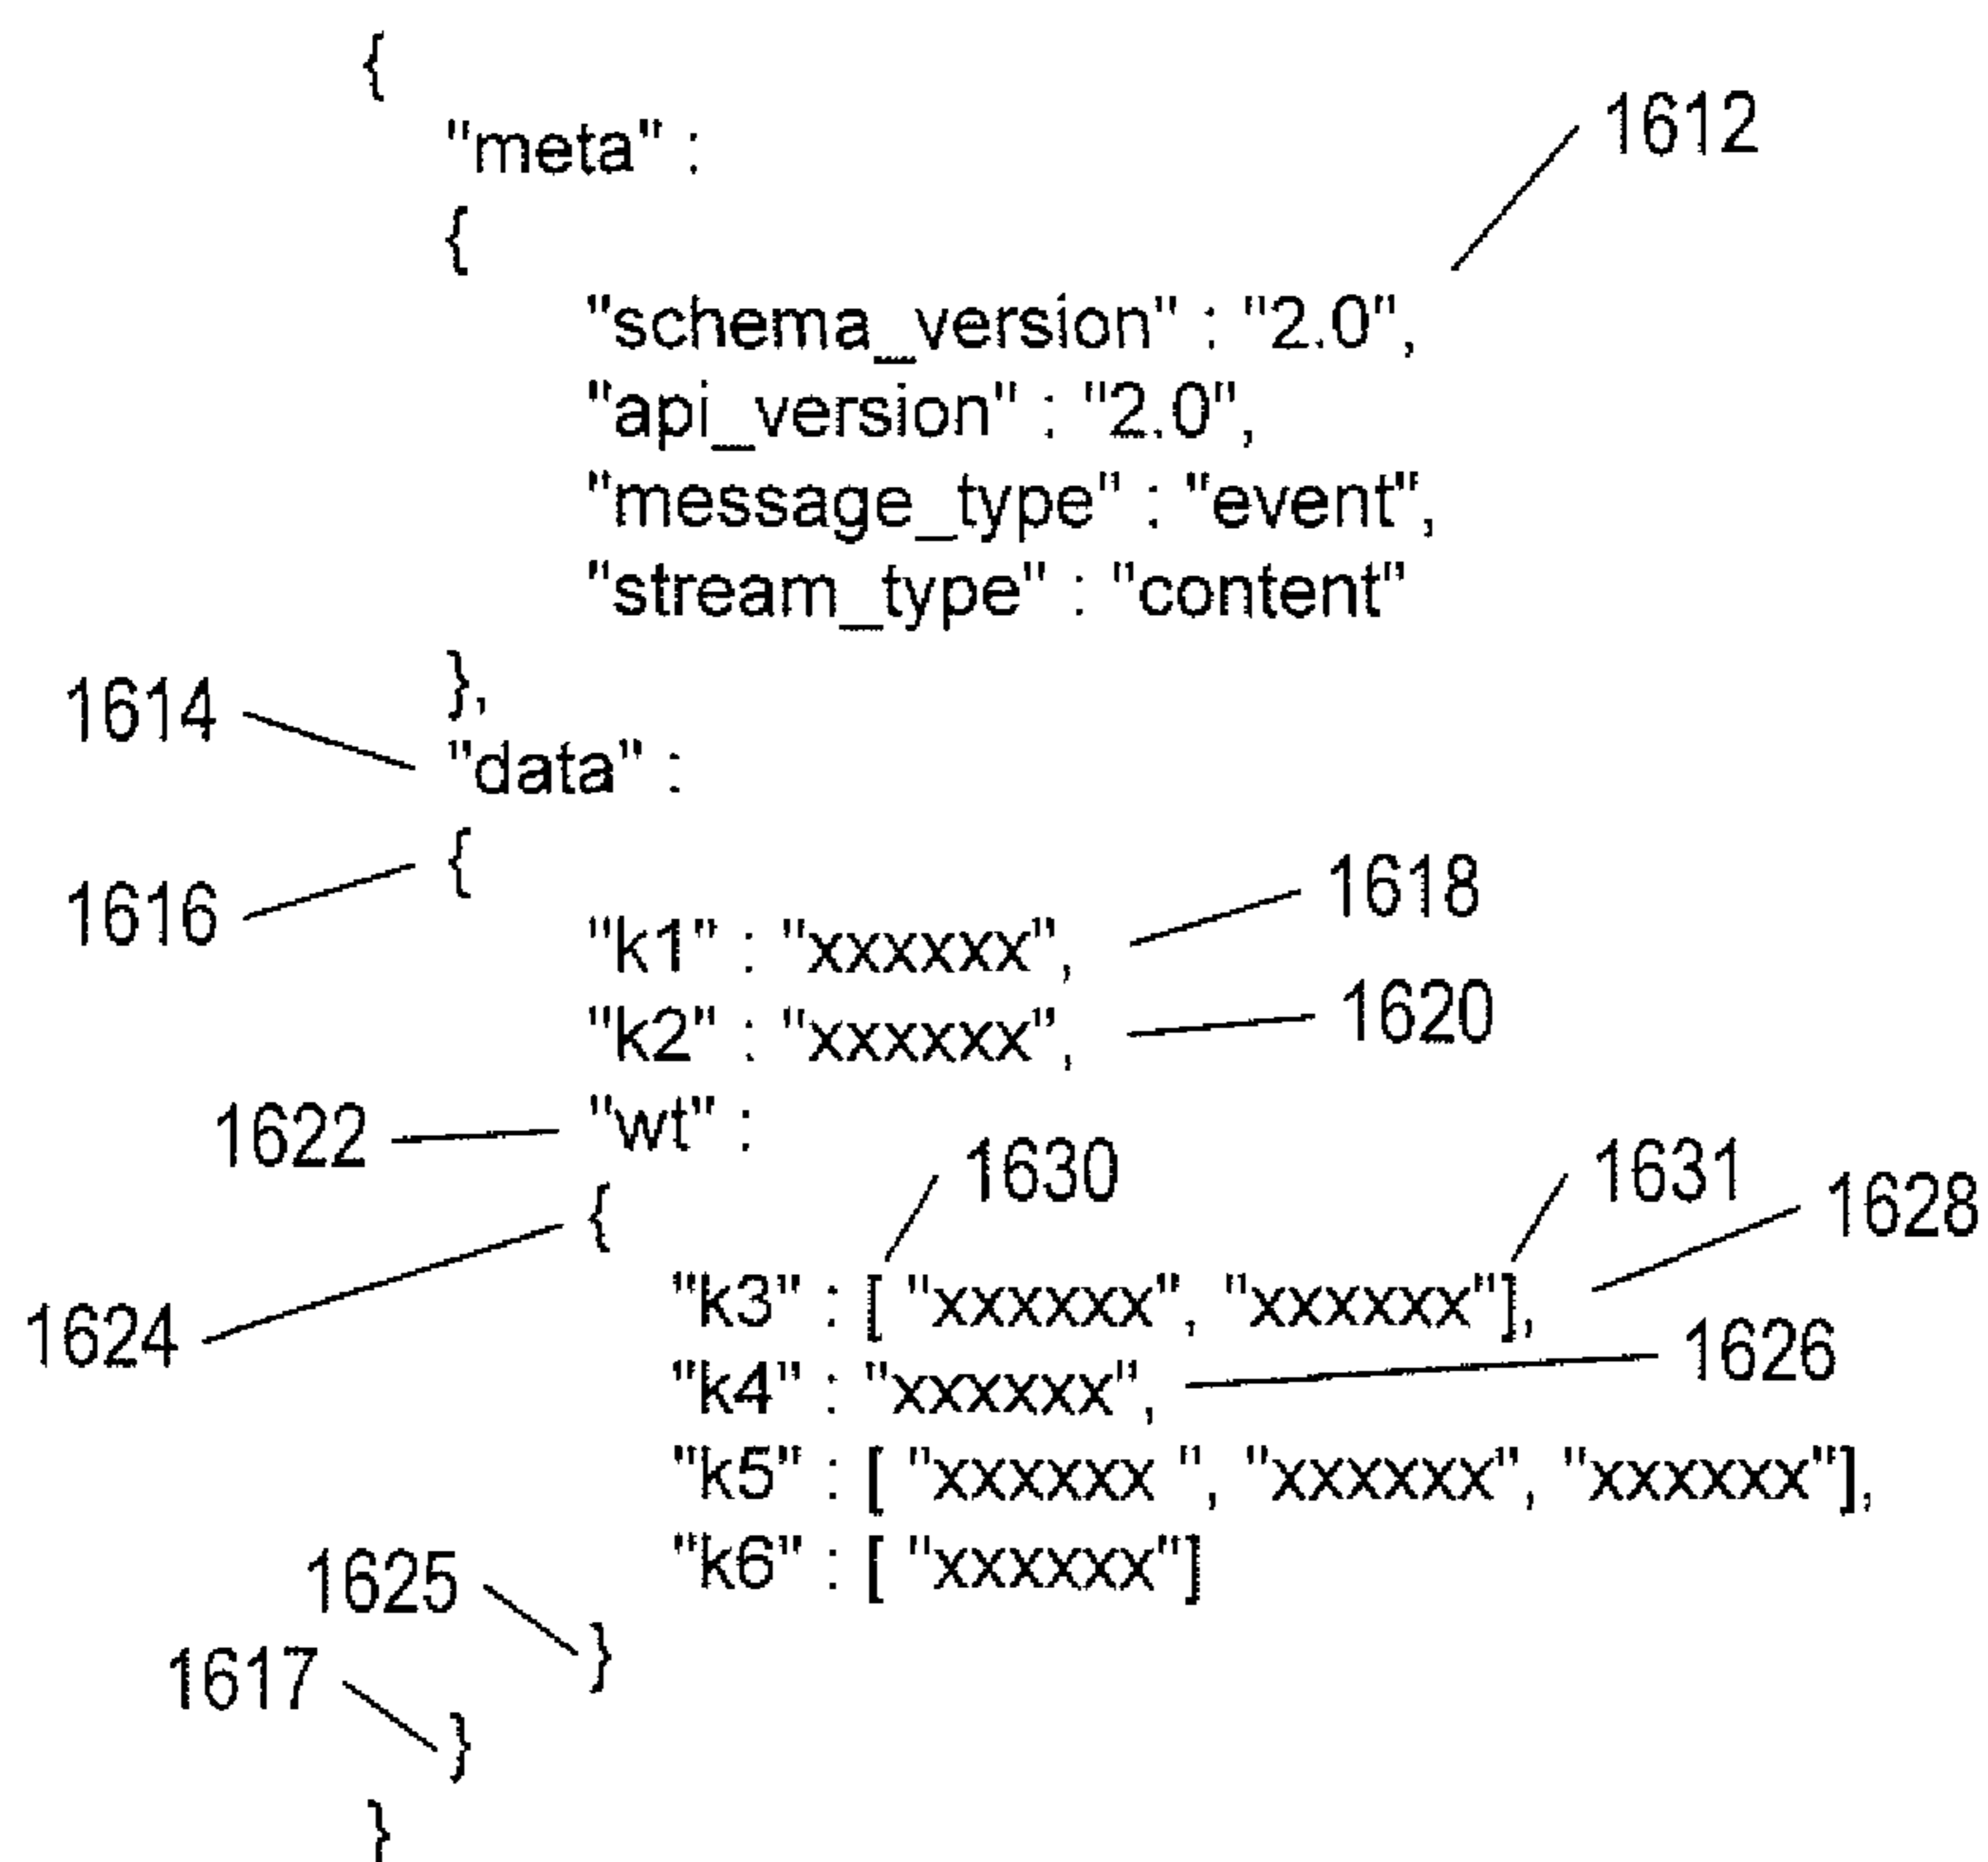 {
"meta" :
1612
{
"schema_version" : "2.0",
"api_version" : "2.0",
"message_type" : "event",
"stream_type" : "content"
},
1614
"data" :
{
1616
1618
"k1" : "xxxxxx",
1620
"k2" : "xxxxxx",
1622
"wt" :
1630
1631
1628
{
1624
"k3" : [ "xxxxxx", "xxxxxx"],
1626
"k4" : "xxxxxx",
"k5" : [ "xxxxxx ", "xxxxxx", "xxxxxx"],
"k6" : [ "xxxxxx"]
1625
}
1617
}
}